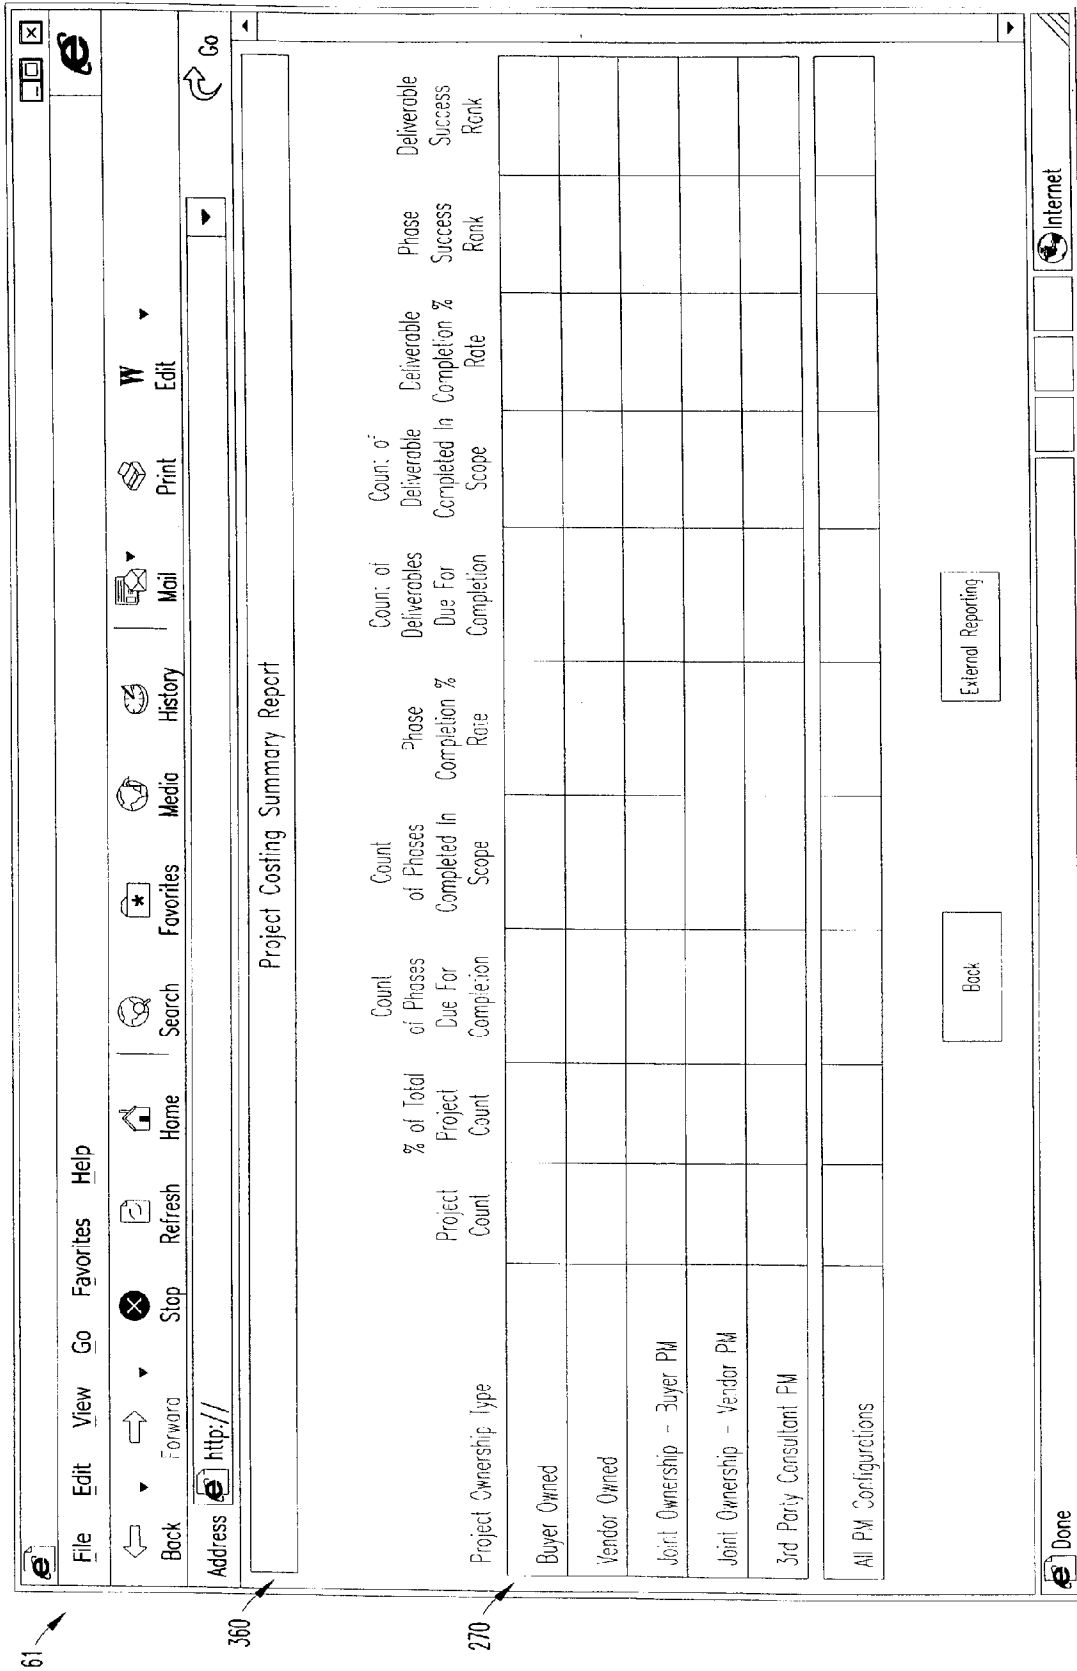 61
File Edit View Go Favorites Help
Back Forward Stop Refresh Home Search Favorites Media History Mail Print Edit
W
Address http:// Go
360
Project Costing Summary Report
270
Project Ownership Type
Project
Count
% of Total
Project
Count
Count
of Phases
Due For
Completion
Count
of Phases
Completed In
Scope
Phase
Completion %
Rate
Count of
Deliverables
Due For
Completion
Count of
Deliverable
Completed In
Scope
Deliverable
Completion %
Rate
Phase
Success
Rank
Deliverable
Success
Rank
Buyer Owned
Vendor Owned
Joint Ownership - Buyer PM
Joint Ownership - Vendor PM
3rd Party Consultant PM
All PM Configurations
Back
External Reporting
Done
Internet